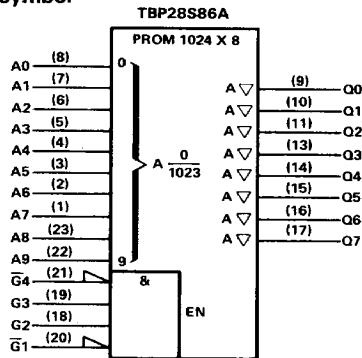 symbol
TBP28S86A
PROM 1024 X 8
A0 (8) 0
A1 (7)
A2 (6)
A3 (5)
A4 (4)
A5 (3)
A6 (2)
A7 (1)
A8 (23)
A9 (22) 9
A 0
1023
A ▽ (9) Q0
A ▽ (10) Q1
A ▽ (11) Q2
A ▽ (13) Q3
A ▽ (14) Q4
A ▽ (15) Q5
A ▽ (16) Q6
A ▽ (17) Q7
G̅4 (21) &
G3 (19)
G2 (18)
G̅1 (20)
EN